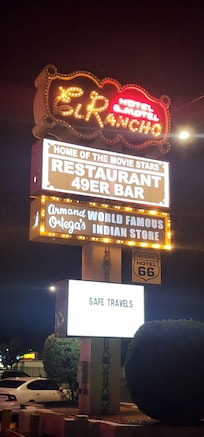 HOTEL
& MOTEL
El Rancho
HOME OF THE MOVIE STARS
RESTAURANT
49ER BAR
Armand Ortega's WORLD FAMOUS INDIAN STORE
HOTEL
66
SAFE TRAVELS